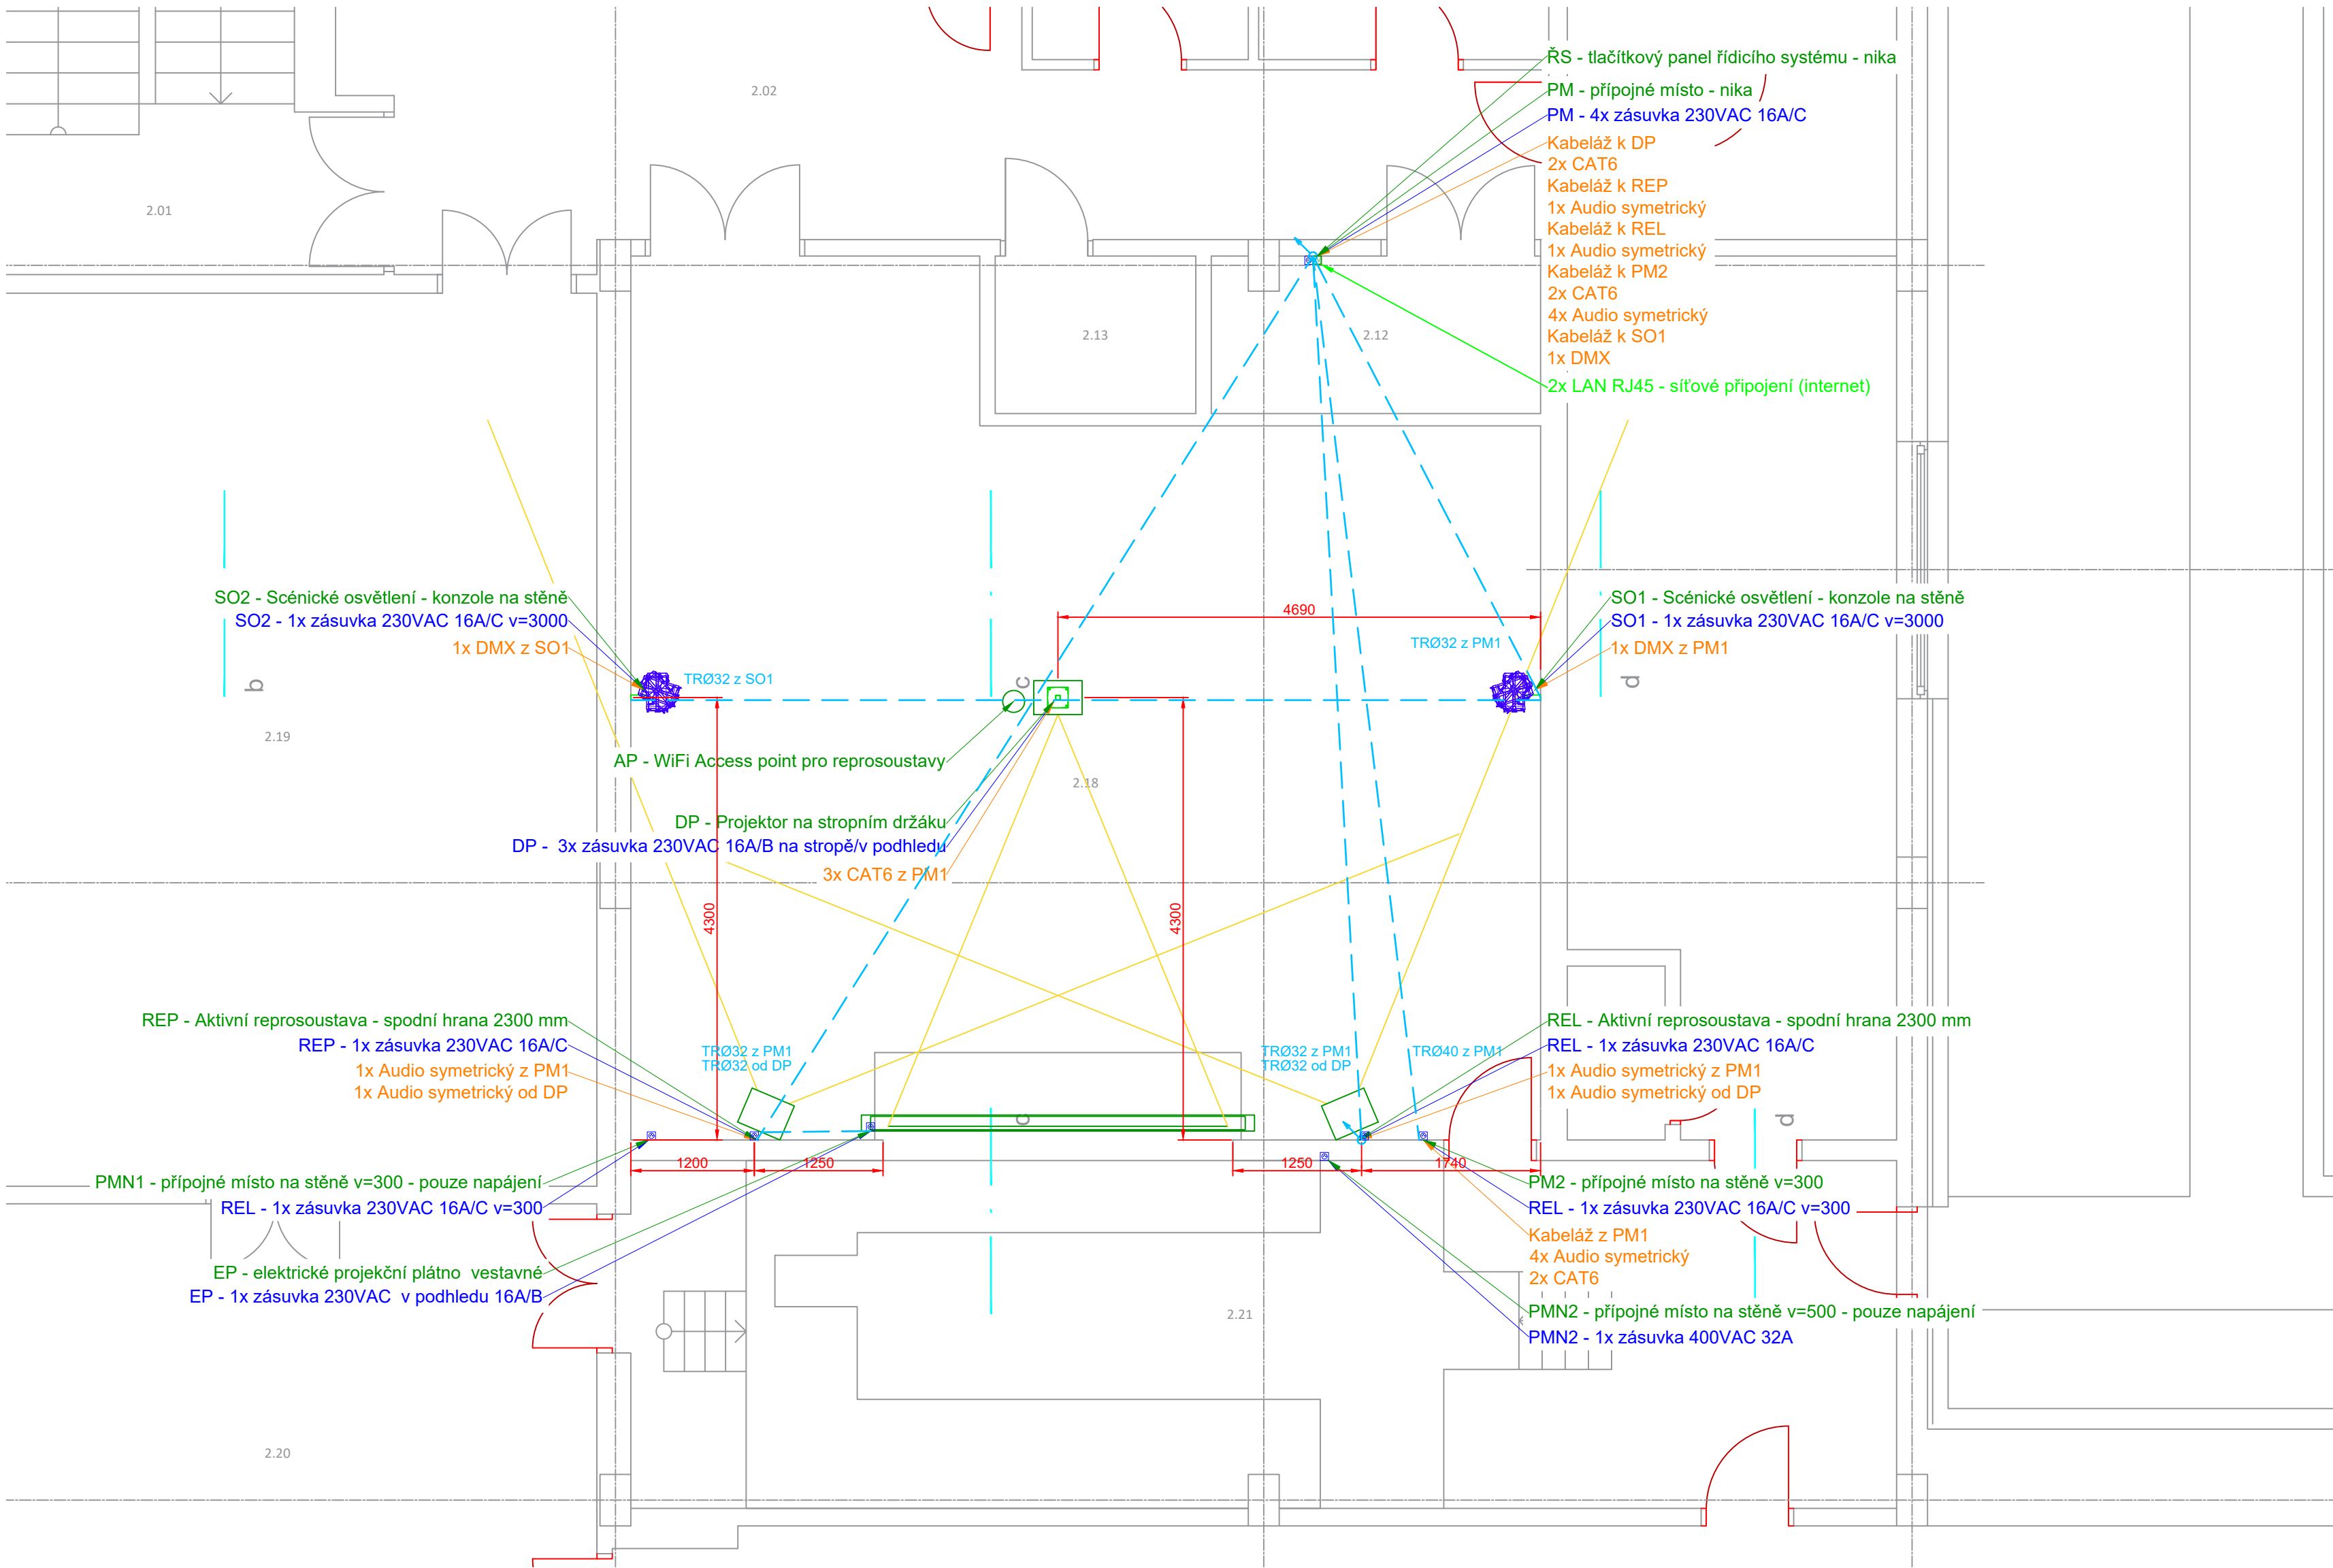 ŘS - tlačítkový panel řídicího systému - nika
PM - přípojné místo - nika
PM - 4x zásuvka 230VAC 16A/C
Kabeláž k DP
2x CAT6
Kabeláž k REP
1x Audio symetrický
Kabeláž k REL
1x Audio symetrický
Kabeláž k PM2
2x CAT6
4x Audio symetrický
Kabeláž k SO1
1x DMX
2x LAN RJ45 - síťové připojení (internet)
2.02
2.01
2.13
2.12
SO2 - Scénické osvětlení - konzole na stěně
SO2 - 1x zásuvka 230VAC 16A/C v=3000
1x DMX z SO1
4690
SO1 - Scénické osvětlení - konzole na stěně
SO1 - 1x zásuvka 230VAC 16A/C v=3000
1x DMX z PM1
TRØ32 z PM1
TRØ32 z SO1
b
c
d
2.19
AP - WiFi Access point pro reprosoustavy
2.18
DP - Projektor na stropním držáku
DP -  3x zásuvka 230VAC 16A/B na stropě/v podhledu
3x CAT6 z PM1
4300
4300
REP - Aktivní reprosoustava - spodní hrana 2300 mm
REP - 1x zásuvka 230VAC 16A/C
1x Audio symetrický z PM1
1x Audio symetrický od DP
TRØ32 z PM1
TRØ32 od DP
TRØ32 z PM1
TRØ32 od DP
TRØ40 z PM1
REL - Aktivní reprosoustava - spodní hrana 2300 mm
REL - 1x zásuvka 230VAC 16A/C
1x Audio symetrický z PM1
1x Audio symetrický od DP
c
d
1200
1250
1250
1740
PMN1 - přípojné místo na stěně v=300 - pouze napájení
REL - 1x zásuvka 230VAC 16A/C v=300
EP - elektrické projekční plátno  vestavné
EP - 1x zásuvka 230VAC  v podhledu 16A/B
PM2 - přípojné místo na stěně v=300
REL - 1x zásuvka 230VAC 16A/C v=300
Kabeláž z PM1
4x Audio symetrický
2x CAT6
PMN2 - přípojné místo na stěně v=500 - pouze napájení
PMN2 - 1x zásuvka 400VAC 32A
2.21
2.20